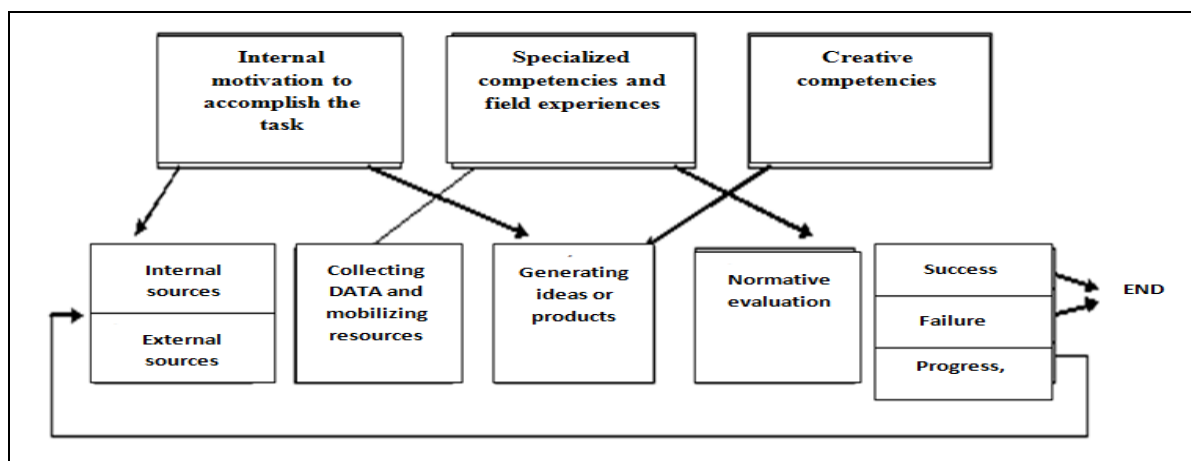 Internal
motivation to
accomplish the
task
Specialized
competencies and
field experiences
Creative
competencies
Internal
sources
External
sources
Collecting
DATA and
mobilizing
resources
Generating
ideas or
products
Normative
evaluation
Success
Failure
Progress,
END